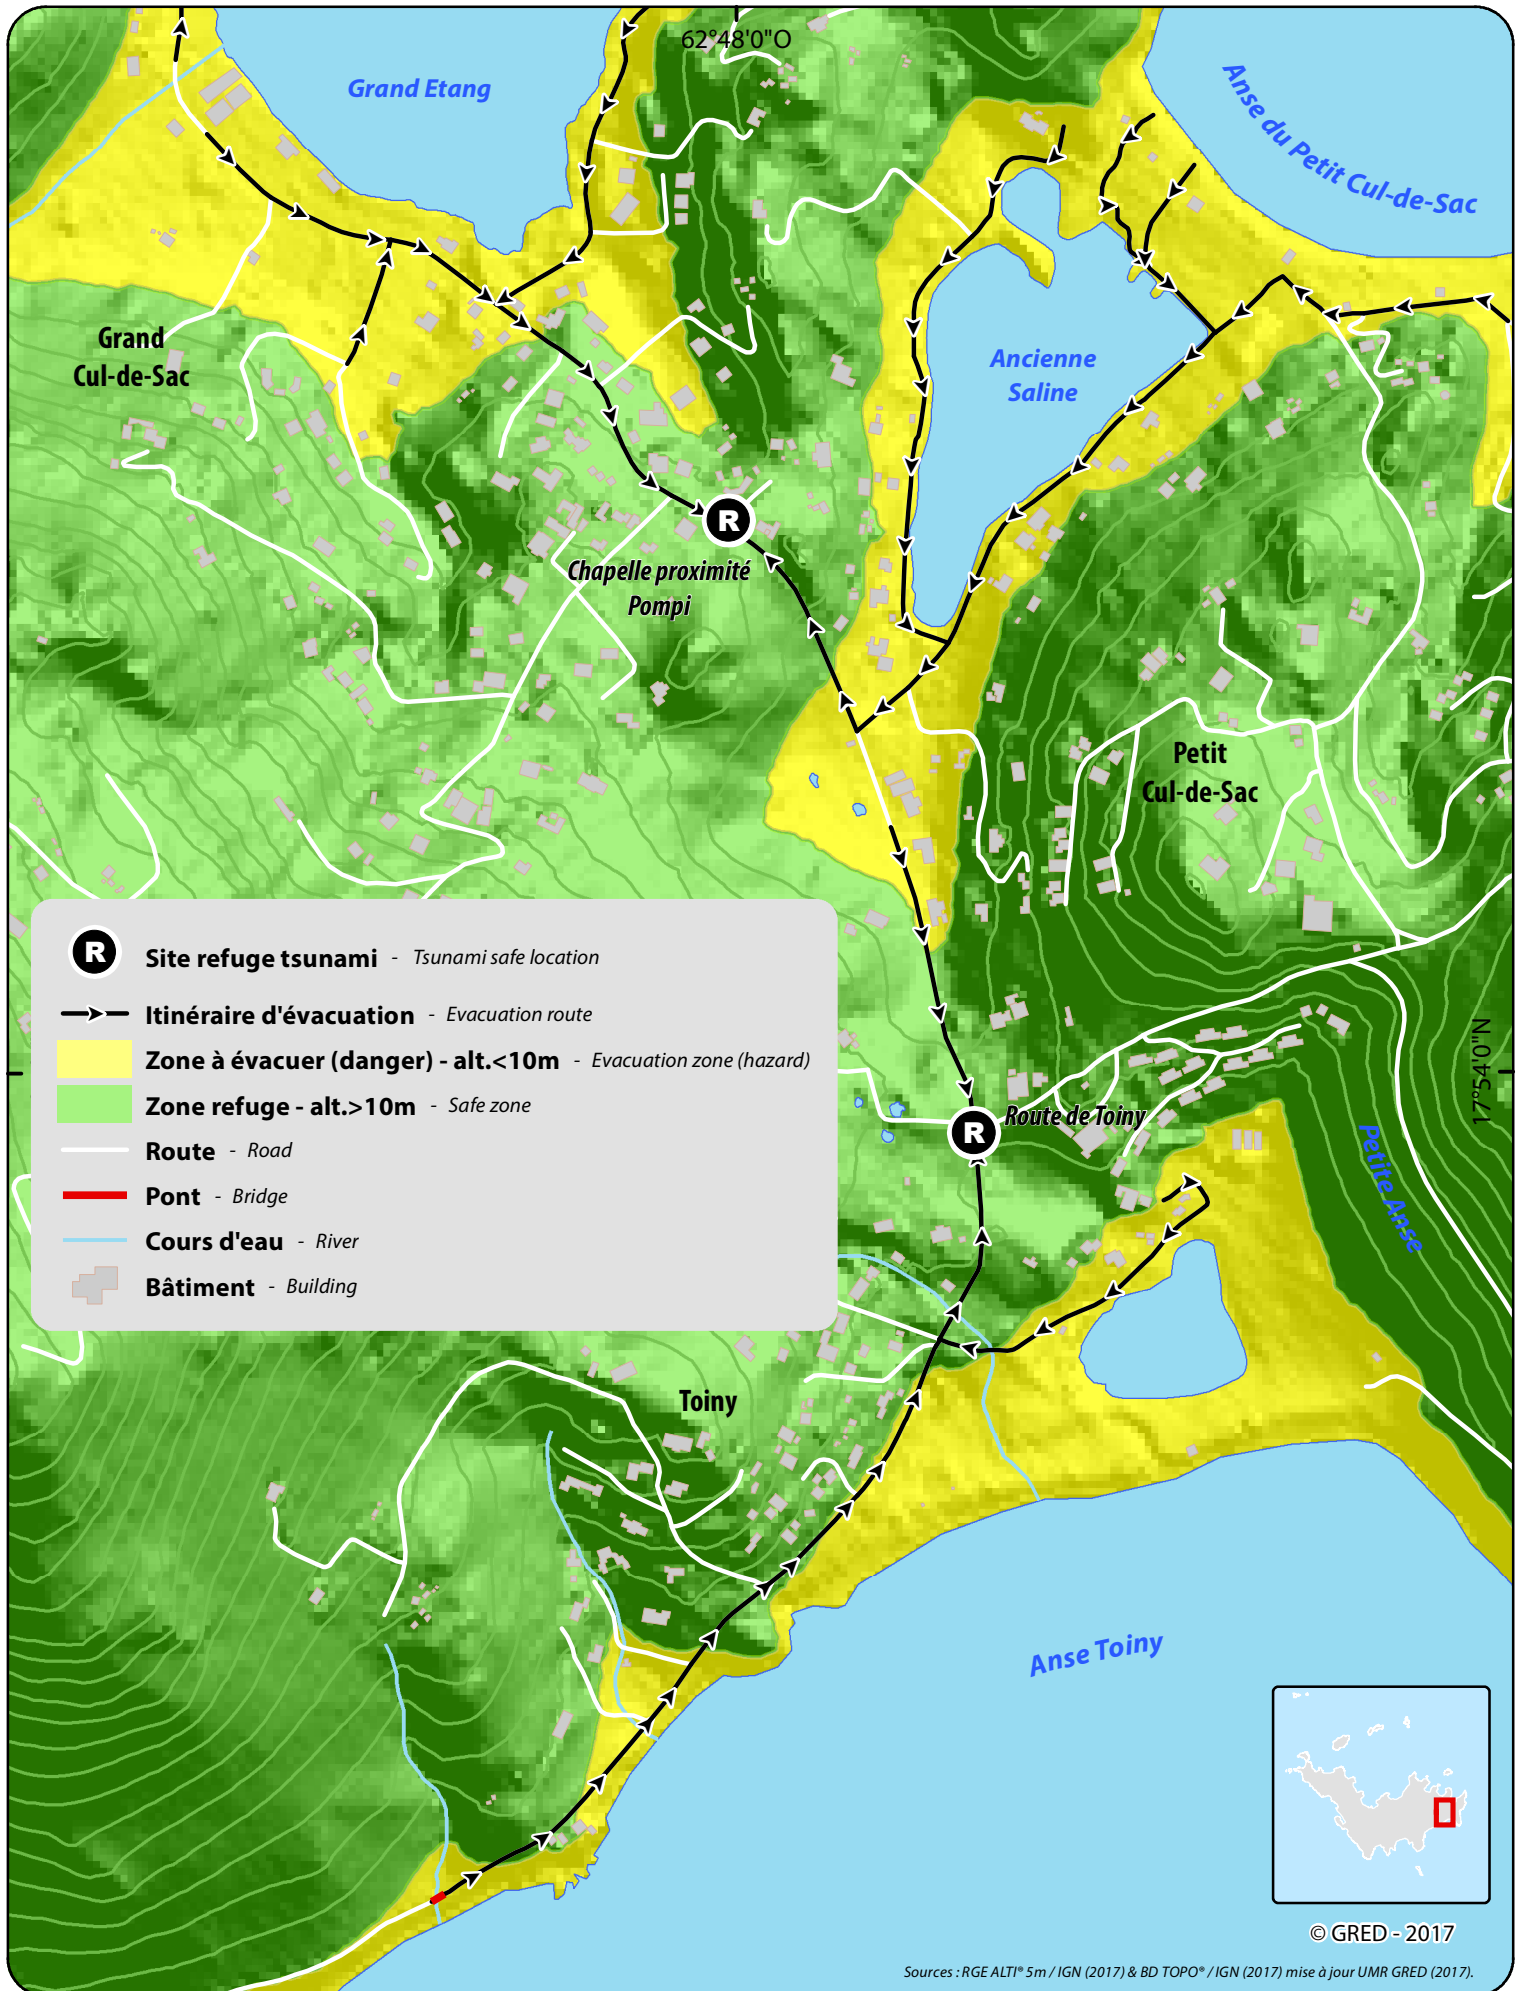 62°48'0"O
Grand Etang
Anse du Petit Cul-de-Sac
Grand
Cul-de-Sac
Ancienne
Saline
R
Chapelle proximité
Pompi
Petit
Cul-de-Sac
R
Site refuge tsunami - Tsunami safe location
Itinéraire d'évacuation - Evacuation route
Zone à évacuer (danger) - alt.<10m - Evacuation zone (hazard)
Zone refuge - alt.>10m - Safe zone
Route - Road
Pont - Bridge
Cours d'eau - River
Bâtiment - Building
17°54'0"N
R
Route de Toiny
Petite Anse
Toiny
Anse Toiny
© GRED - 2017
Sources : RGE ALTI® 5m / IGN (2017) & BD TOPO® / IGN (2017) mise à jour UMR GRED (2017).